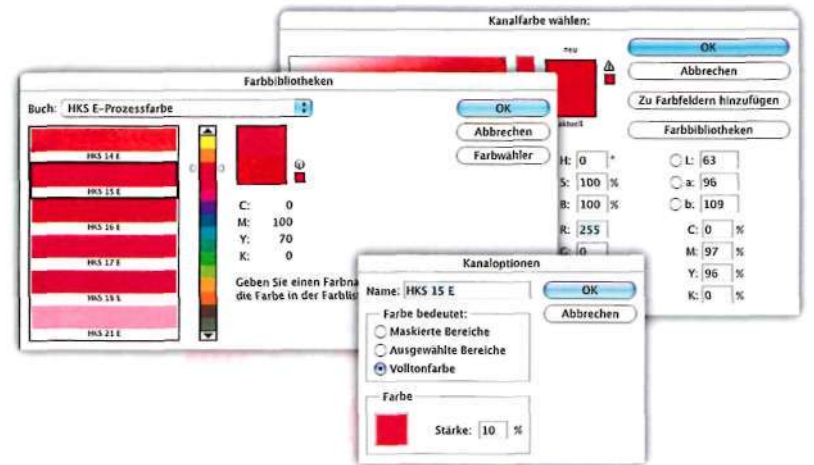 Kanalfarbe wählen:
neu
OK
Abbrechen
Zu Farbfeldern hinzufügen
Farbbibliotheken
aktuell
H: 0 °
S: 100 %
B: 100 %
R: 255
G: 0
L: 63
a: 96
b: 109
C: 0 %
M: 97 %
Y: 96 %
K: 0 %
Farbbibliotheken
Buch: HKS E-Prozessfarbe
OK
Abbrechen
Farbwähler
HKS 14 E
HKS 15 E
HKS 16 E
HKS 17 E
HKS 21 E
C: 0
M: 100
Y: 70
K: 0
Geben Sie einen
die Farbe in der
Kanaloptionen
Name: HKS 15 E
OK
Abbrechen
Farbe bedeutet:
Maskierte Bereiche
Ausgewählte Bereiche
Volltonfarbe
Farbe
Stärke: 10 %